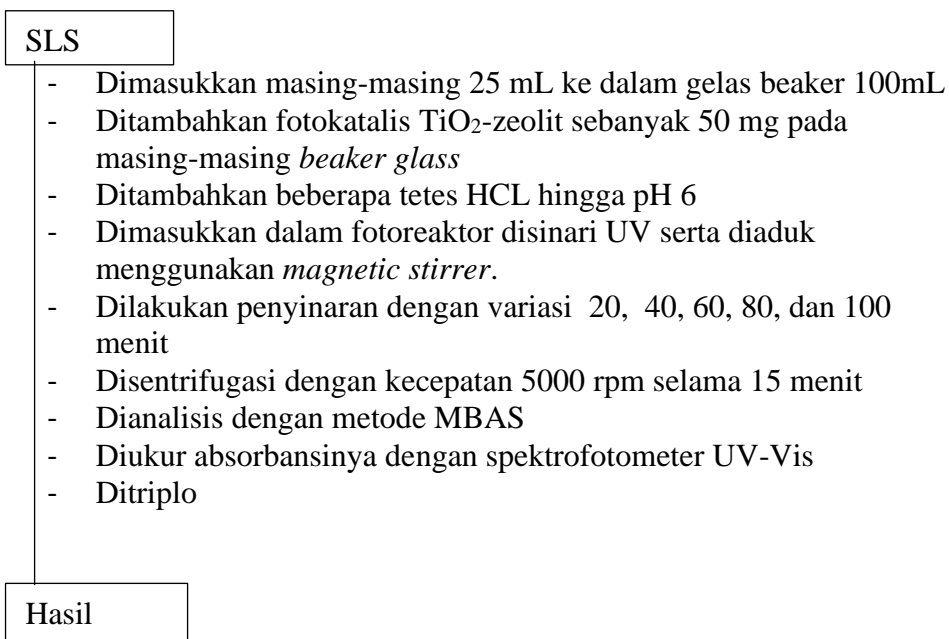 SLS
- Dimasukkan masing-masing 25 mL ke dalam gelas beaker 100mL
- Ditambahkan fotokatalis TiO₂-zeolit sebanyak 50 mg pada
masing-masing beaker glass
- Ditambahkan beberapa tetes HCL hingga pH 6
- Dimasukkan dalam fotoreaktor disinari UV serta diaduk
menggunakan magnetic stirrer.
- Dilakukan penyinaran dengan variasi 20, 40, 60, 80, dan 100
menit
- Disentrifugasi dengan kecepatan 5000 rpm selama 15 menit
- Dianalisis dengan metode MBAS
- Diukur absorbansinya dengan spektrofotometer UV-Vis
- Ditriplo
Hasil